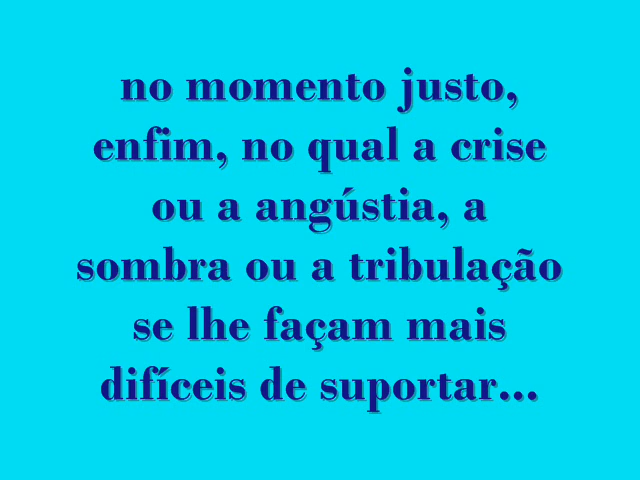 no momento justo,
enfim, no qual a crise
ou a angústia, a
sombra ou a tribulação
se lhe façam mais
difíceis de suportar...